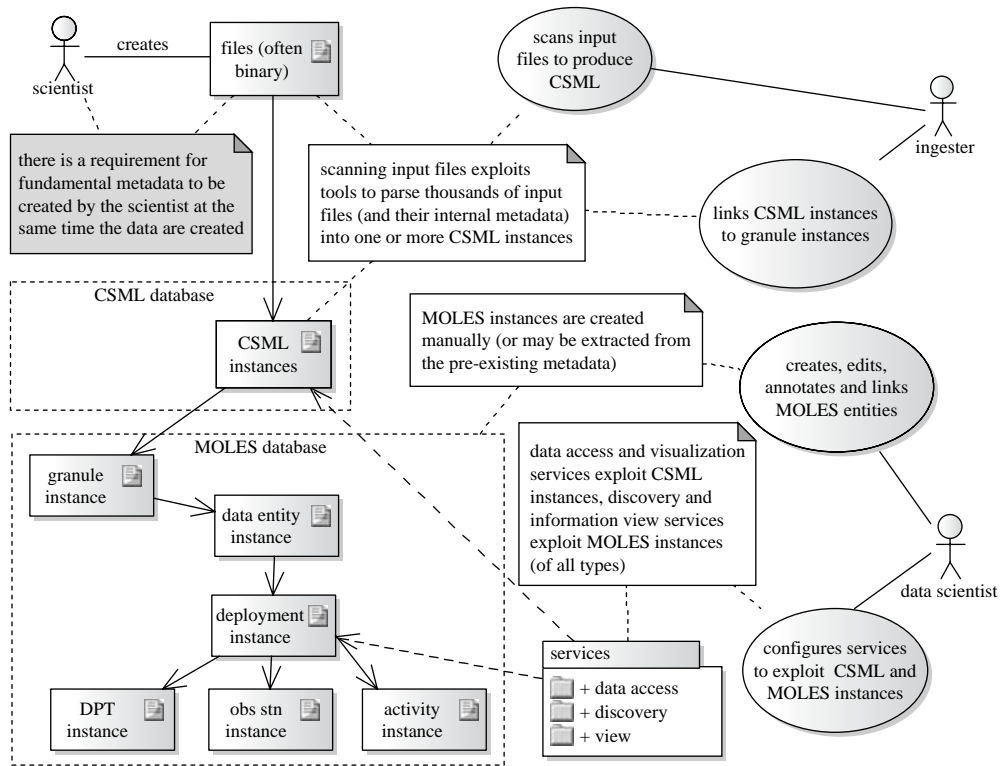 creates
files (often
binary)
scientist
scans input
files to produce
CSML
ingester
there is a requirement for
fundamental metadata to be
created by the scientist at the
same time the data are created
scanning input files exploits
tools to parse thousands of input
files (and their internal metadata)
into one or more CSML instances
links CSML instances
to granule instances
CSML database
CSML
instances
MOLES instances are created
manually (or may be extracted from
the pre-existing metadata)
creates, edits,
annotates and links
MOLES entities
MOLES database
granule
instance
data entity
instance
data access and visualization
services exploit CSML
instances, discovery and
information view services
exploit MOLES instances
(of all types)
data scientist
deployment
instance
services
+ data access
+ discovery
+ view
configures services
to exploit CSML and
MOLES instances
DPT
instance
obs stn
instance
activity
instance